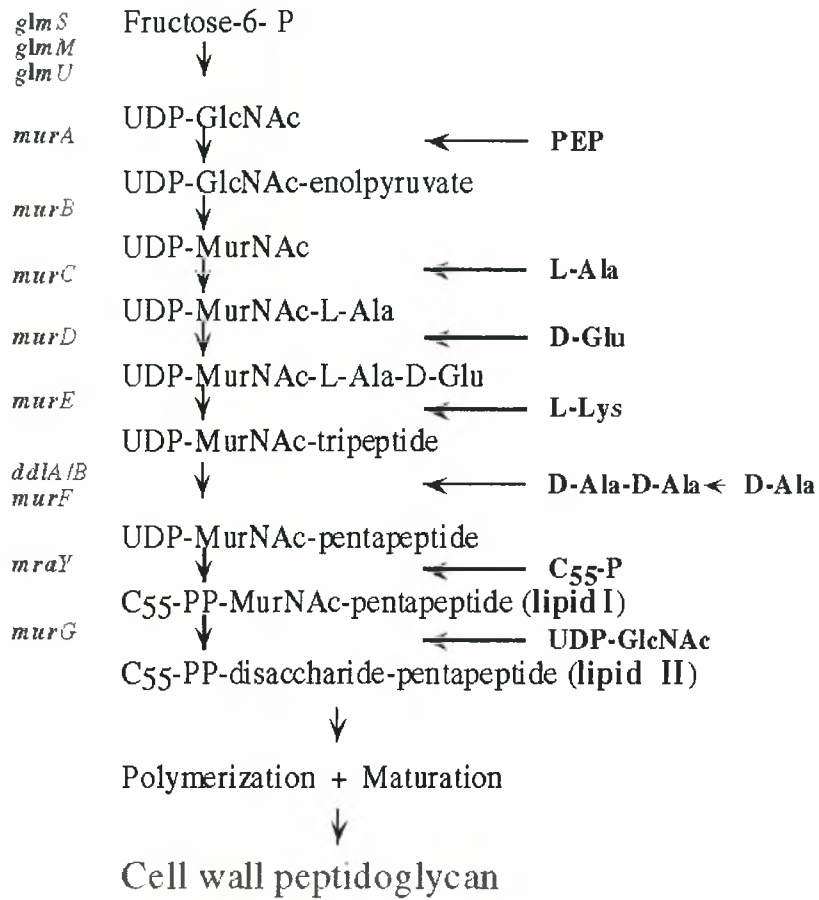 glmS
glmM
glmU
Fructose-6- P
UDP-GlcNAc
murA
PEP
UDP-GlcNAc-enolpyruvate
murB
UDP-MurNAc
murC
L-Ala
UDP-MurNAc-L-Ala
murD
D-Glu
UDP-MurNAc-L-Ala-D-Glu
murE
L-Lys
UDP-MurNAc-tripeptide
ddlA/B
murF
D-Ala-D-Ala D-Ala
UDP-MurNAc-pentapeptide
mraY
C55-P
C55-PP-MurNAc-pentapeptide (lipid I)
murG
UDP-GlcNAc
C55-PP-disaccharide-pentapeptide (lipid II)
Polymerization + Maturation
Cell wall peptidoglycan